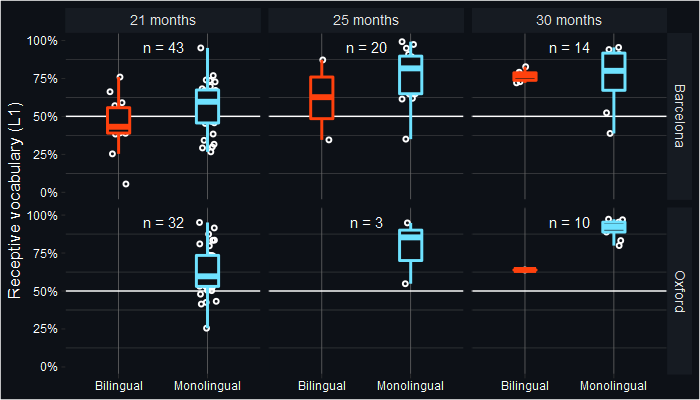 21 months 25 months 30 months
Receptive vocabulary (L1)
100% n = 43 n = 20 n = 14
75%
50%
25%
0%
Barcelona
100% n = 32 n = 3 n = 10
75%
50%
25%
0%
Oxford
Bilingual Monolingual Bilingual Monolingual Bilingual Monolingual